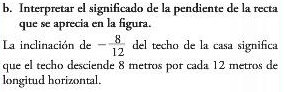 b. Interpretar el significado de la pendiente de la recta
que se aprecia en la figura.
La inclinación de −8/12 del techo de la casa significa
que el techo desciende 8 metros por cada 12 metros de
longitud horizontal.